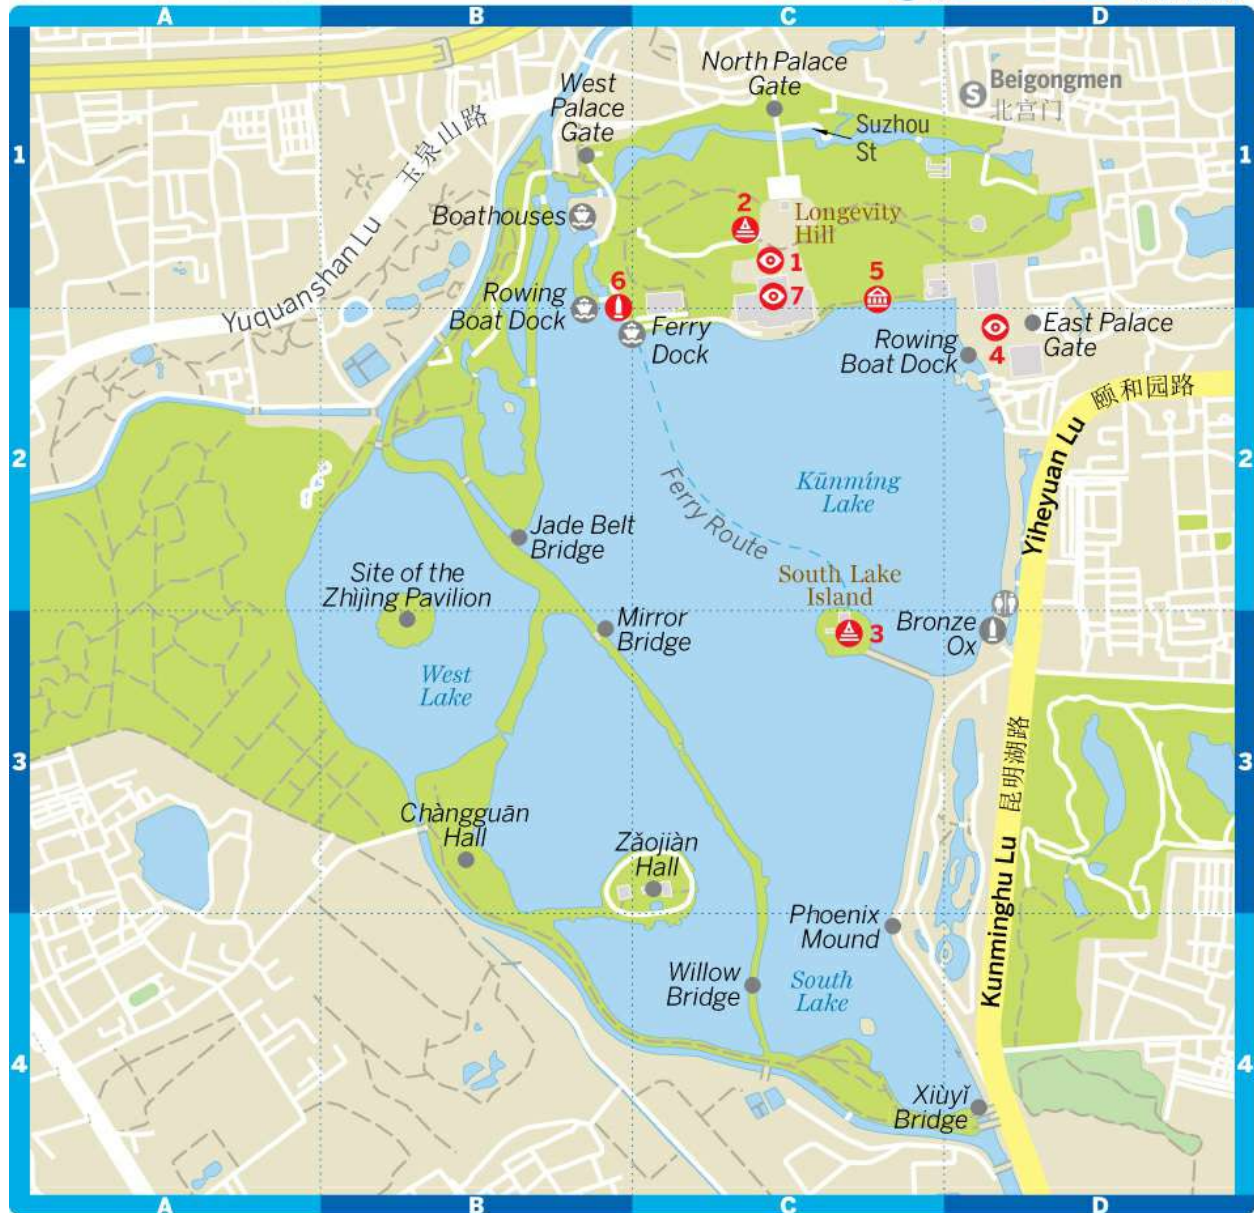 A
B
C
D
North Palace
Gate
West
Palace
Gate
Beigongmen
北宫门
S
Suzhou
St
1
1
玉泉山路
Yuquanshan Lu
Boathouses
2
Longevity
Hill
1
6
5
7
Rowing
Boat Dock
Ferry
Dock
East Palace
Gate
4
Rowing
Boat Dock
颐和园路
Yiheyuan Lu
2
2
Kūnmíng
Lake
Ferry Route
Jade Belt
Bridge
Site of the
Zhìjìng Pavilion
South Lake
Island
Mirror
Bridge
3
Bronze
Ox
West
Lake
3
3
昆明湖路
Kunminghu Lu
Chàngguān
Hall
Zǎojiàn
Hall
Phoenix
Mound
Willow
Bridge
South
Lake
4
4
Xiùyǐ
Bridge
A
B
C
D